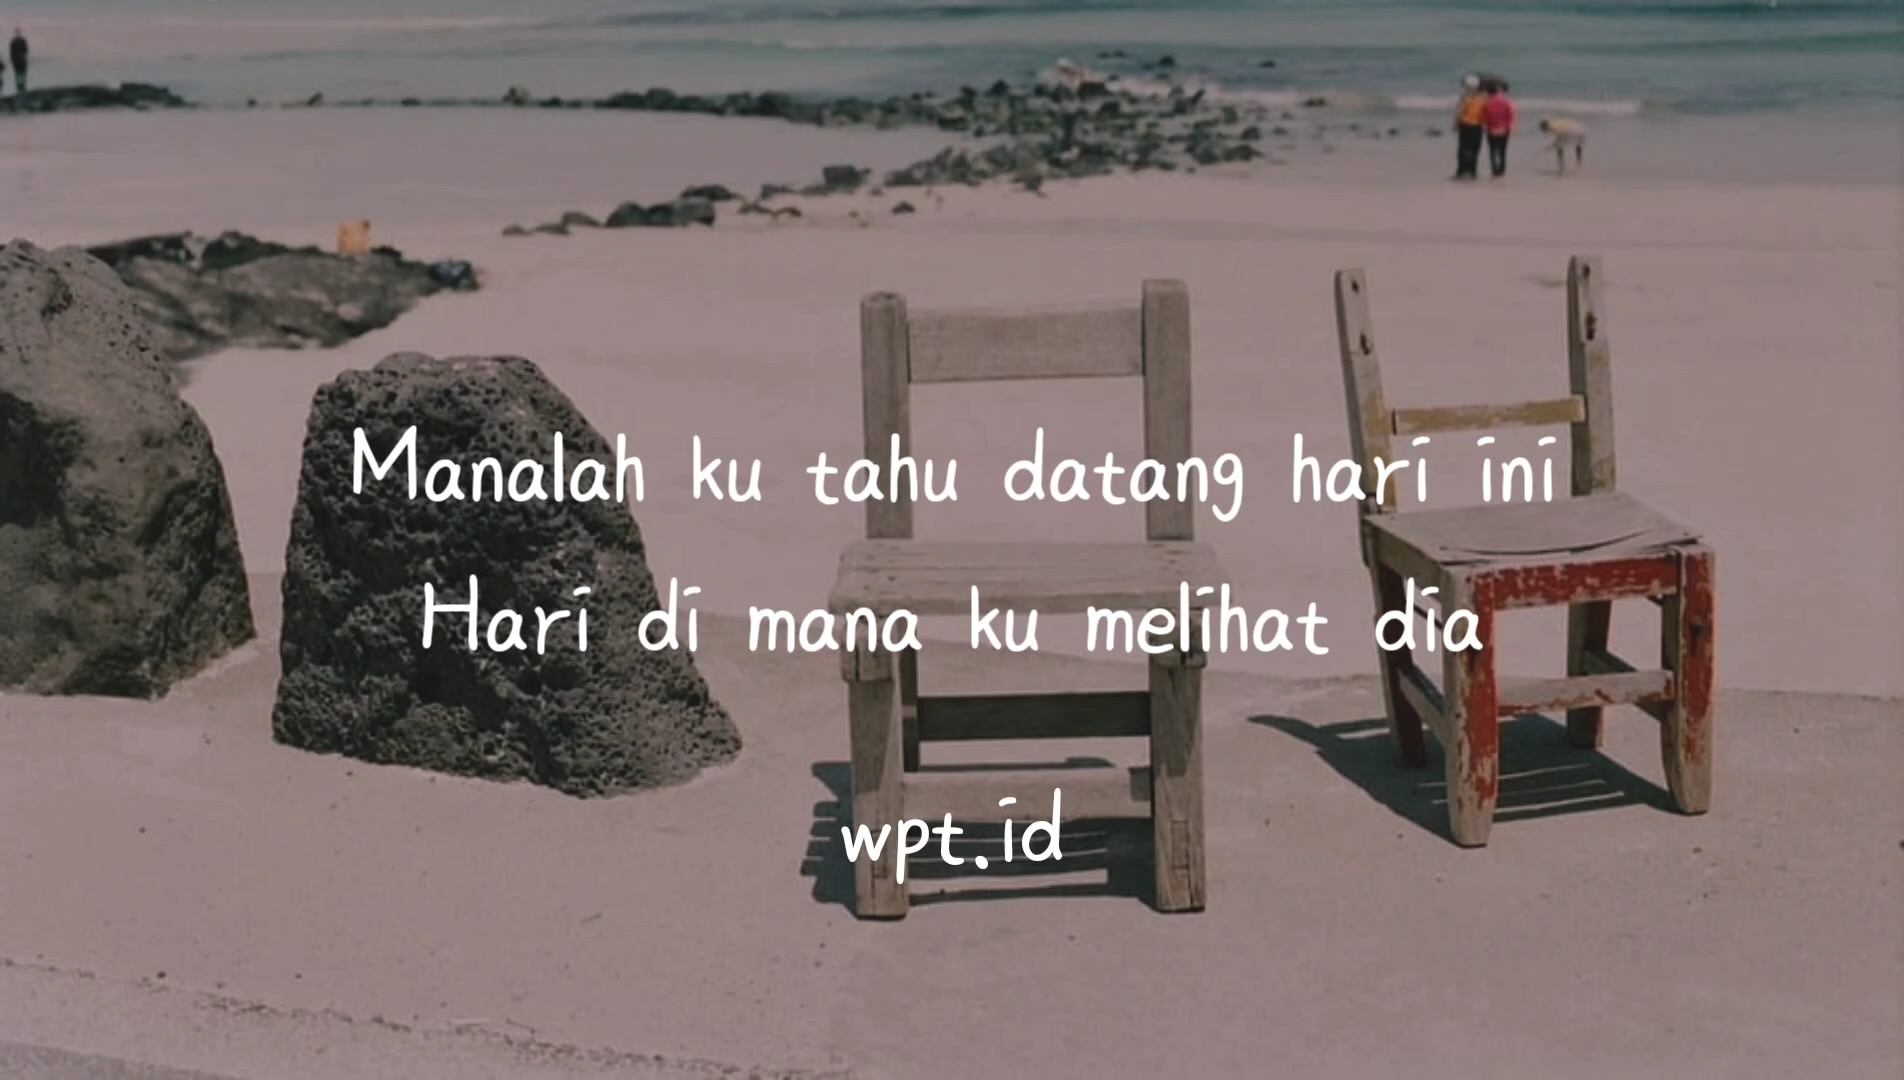 Manalah ku tahu datang hari ini
Hari di mana ku melihat dia
wpt.id